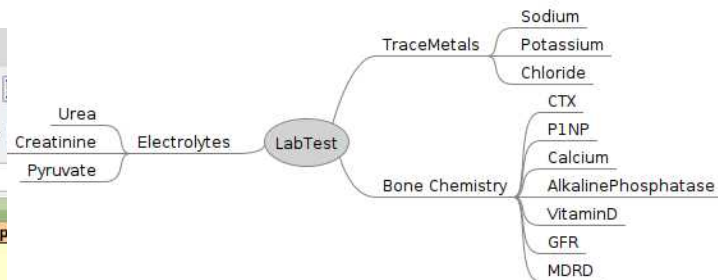 LabTest
TraceMetals
Sodium
Potassium
Chloride
Bone Chemistry
CTX
P1NP
Calcium
AlkalinePhosphatase
VitaminD
GFR
MDRD
Electrolytes
Urea
Creatinine
Pyruvate